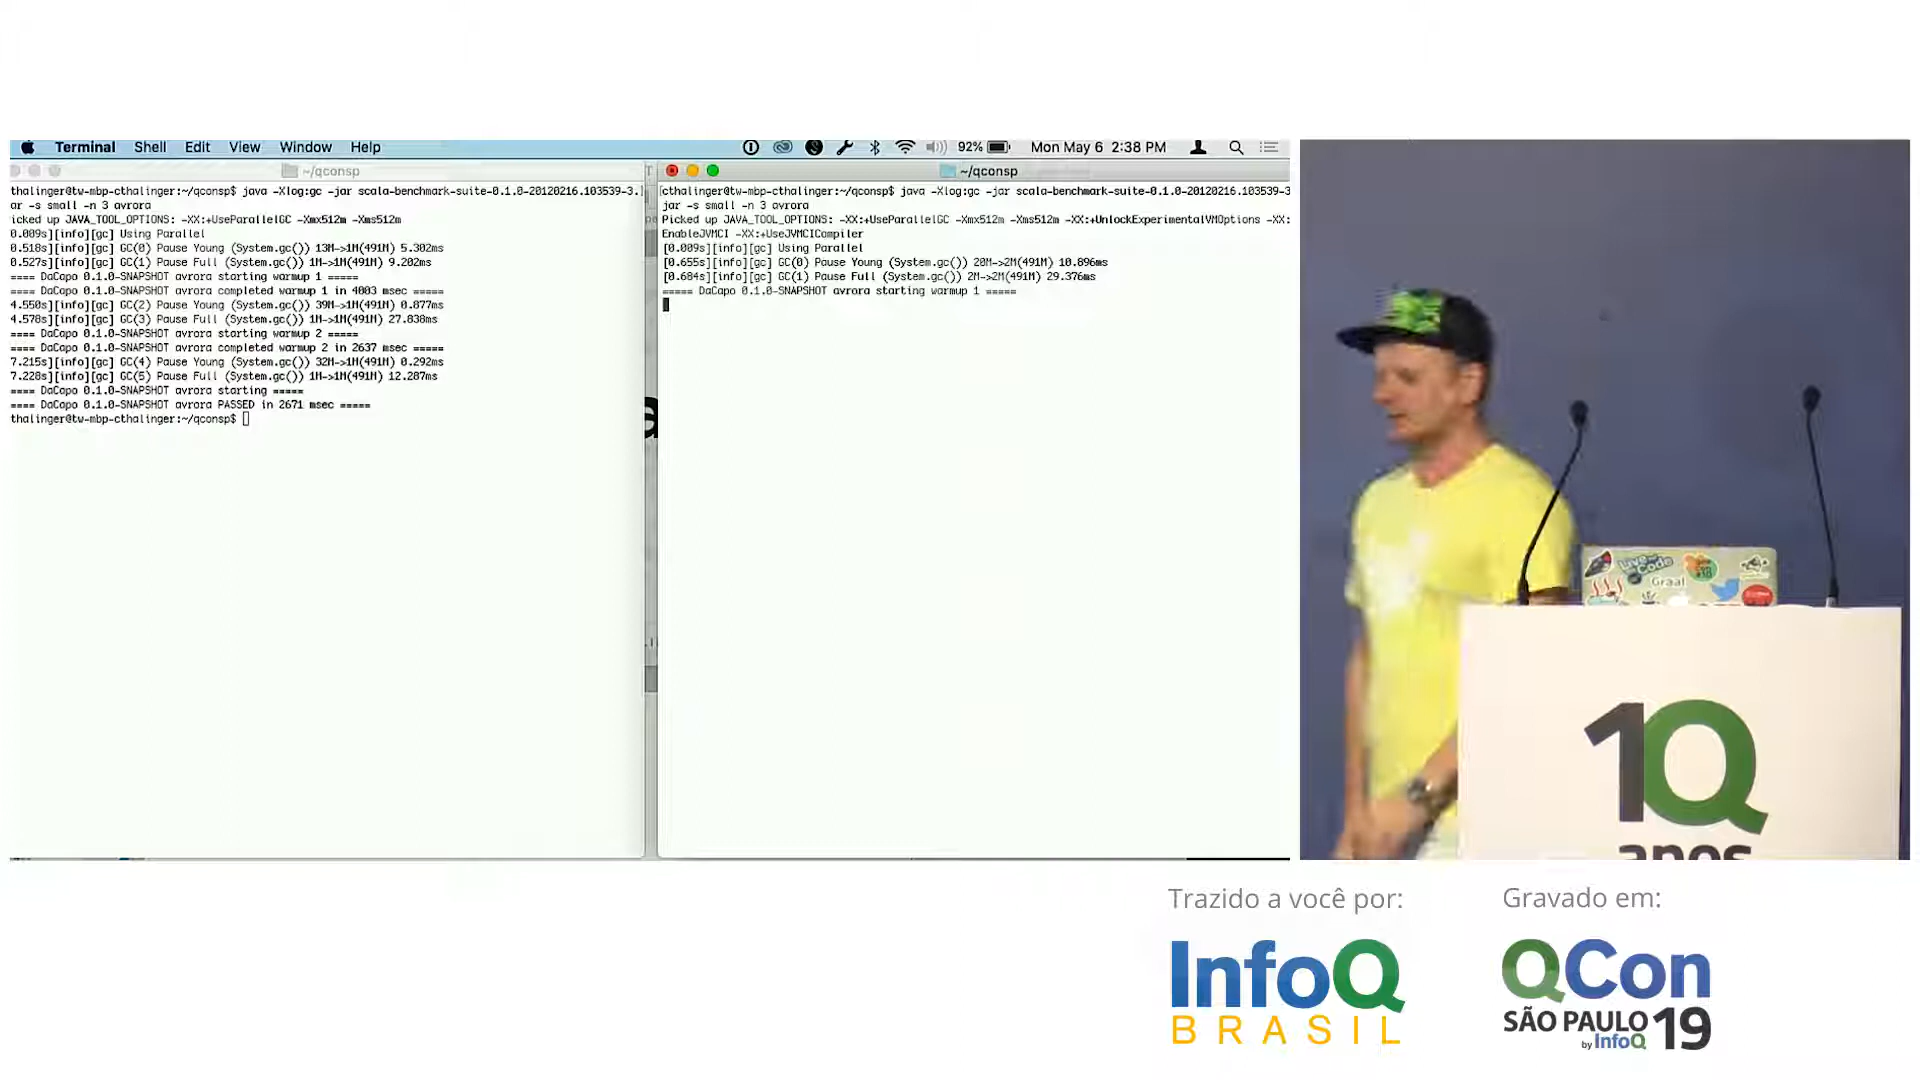 Terminal Shell Edit View Window Help 92% Mon May 6 2:38 PM
~/qconsp
thalinger@tw-mbp-cthalinger:~/qconsp$ java -Xlog:gc -jar scala-benchmark-suite-0.1.0-20120216.103539-3.
ar -s small -n 3 avrora
icked up JAVA_TOOL_OPTIONS: -XX:+UseParallelGC -Xmx512m -Xms512m
0.009s][info][gc] Using Parallel
0.518s][info][gc] GC(0) Pause Young (System.gc()) 13M->1M(491M) 5.302ms
0.527s][info][gc] GC(1) Pause Full (System.gc()) 1M->1M(491M) 9.202ms
==== DaCapo 0.1.0-SNAPSHOT avrora starting warmup 1 =====
==== DaCapo 0.1.0-SNAPSHOT avrora completed warmup 1 in 4003 msec =====
4.550s][info][gc] GC(2) Pause Young (System.gc()) 39M->1M(491M) 0.877ms
4.578s][info][gc] GC(3) Pause Full (System.gc()) 1M->1M(491M) 27.838ms
==== DaCapo 0.1.0-SNAPSHOT avrora starting warmup 2 =====
==== DaCapo 0.1.0-SNAPSHOT avrora completed warmup 2 in 2637 msec =====
7.215s][info][gc] GC(4) Pause Young (System.gc()) 32M->1M(491M) 0.292ms
7.228s][info][gc] GC(5) Pause Full (System.gc()) 1M->1M(491M) 12.287ms
==== DaCapo 0.1.0-SNAPSHOT avrora starting =====
==== DaCapo 0.1.0-SNAPSHOT avrora PASSED in 2671 msec =====
thalinger@tw-mbp-cthalinger:~/qconsp$
~/qconsp
[cthalinger@tw-mbp-cthalinger:~/qconsp$ java -Xlog:gc -jar scala-benchmark-suite-0.1.0-20120216.103539-3
jar -s small -n 3 avrora
Picked up JAVA_TOOL_OPTIONS: -XX:+UseParallelGC -Xmx512m -Xms512m -XX:+UnlockExperimentalVMOptions -XX:
EnableJVMCI -XX:+UseJVMCICompiler
[0.009s][info][gc] Using Parallel
[0.655s][info][gc] GC(0) Pause Young (System.gc()) 20M->2M(491M) 10.896ms
[0.684s][info][gc] GC(1) Pause Full (System.gc()) 2M->2M(491M) 29.376ms
===== DaCapo 0.1.0-SNAPSHOT avrora starting warmup 1 =====
a
Live Code
Graal
10
anos
Trazido a você por:
InfoQ
BRASIL
Gravado em:
QCon
SÃO PAULO 19
by InfoQ